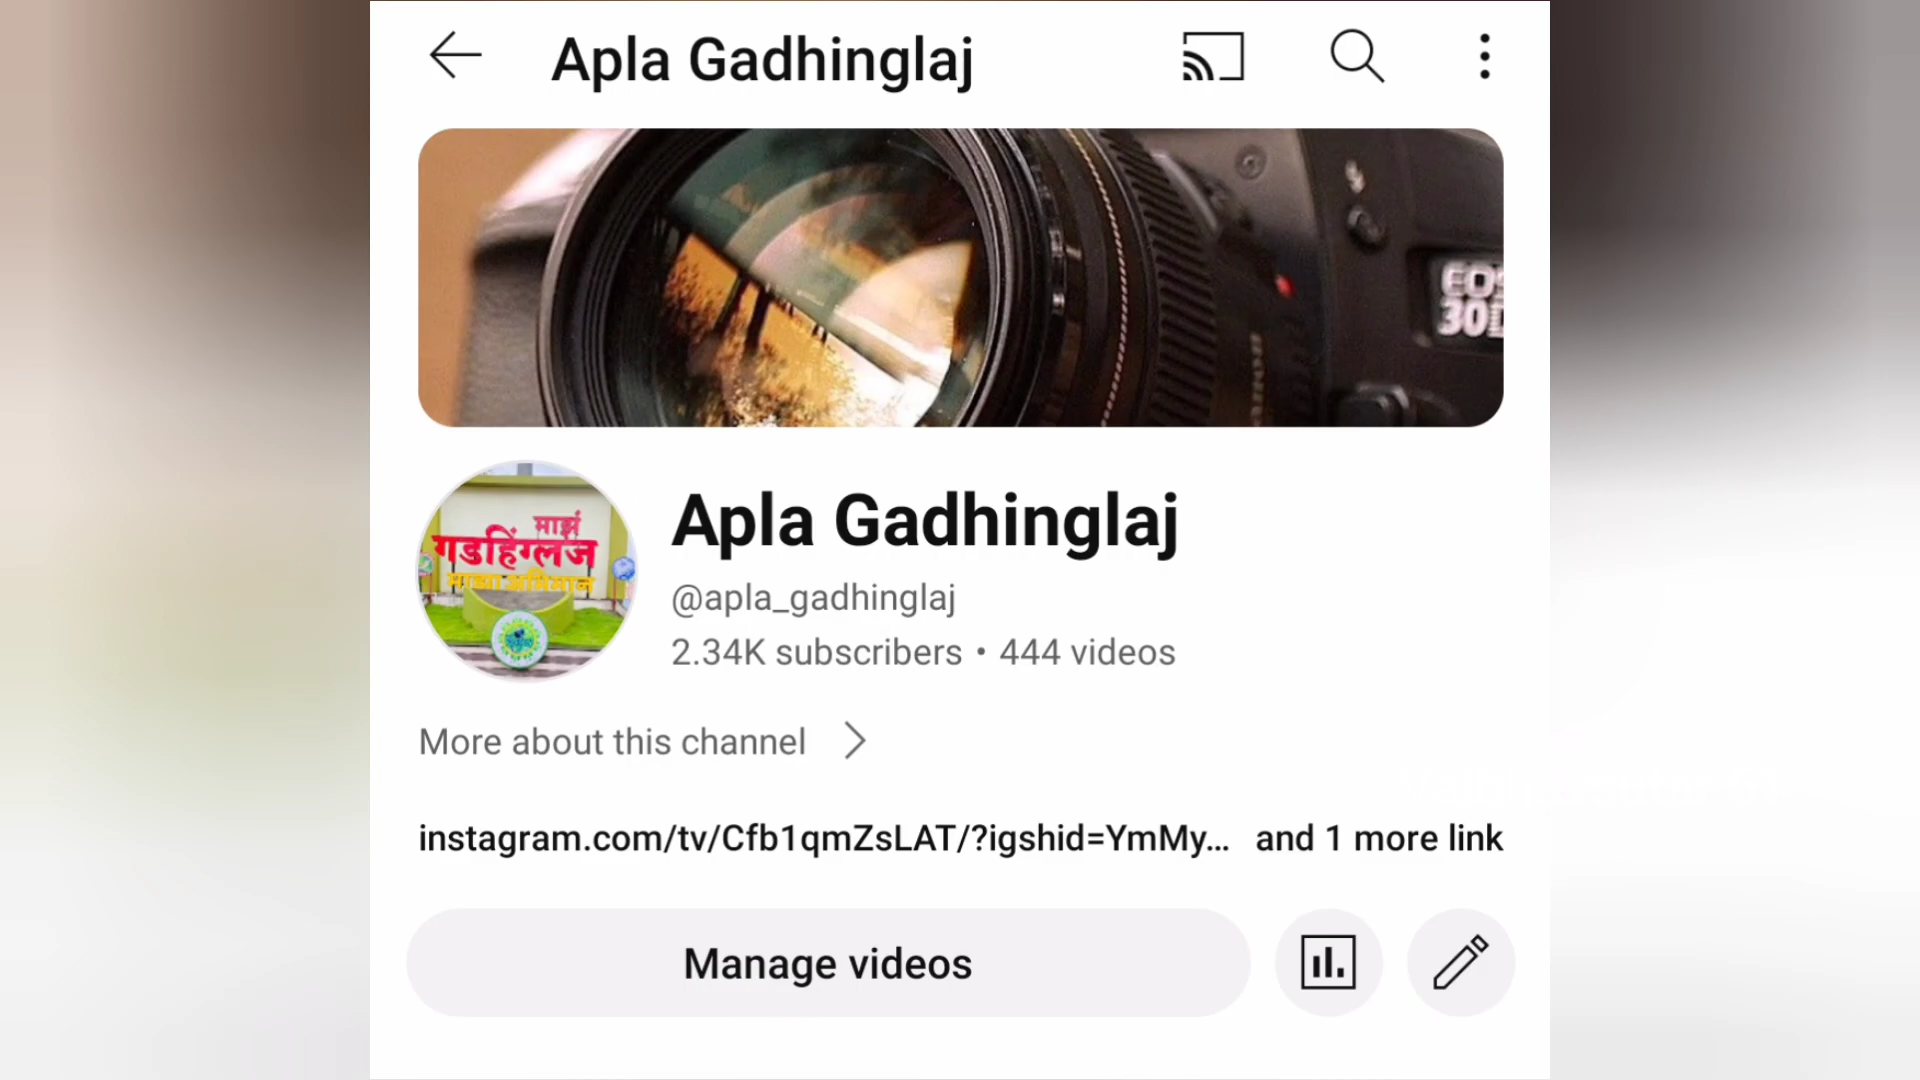 Apla Gadhinglaj
EOS
30D
माझं
गडहिंग्लज
माझा अभिमान
Apla Gadhinglaj
@apla_gadhinglaj
2.34K subscribers • 444 videos
More about this channel
instagram.com/tv/Cfb1qmZsLAT/?igshid=YmMy... and 1 more link
Manage videos